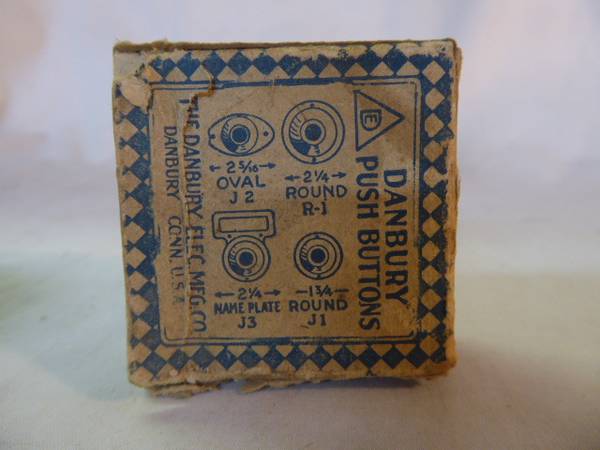 DANBURY
PUSH BUTTONS
E
2 5/16
OVAL
J2
2 1/4
ROUND
R-1
2 1/4
NAME PLATE
J3
1 3/4
ROUND
J1
THE DANBURY ELEC. MFG. CO.
DANBURY CONN. U.S.A.